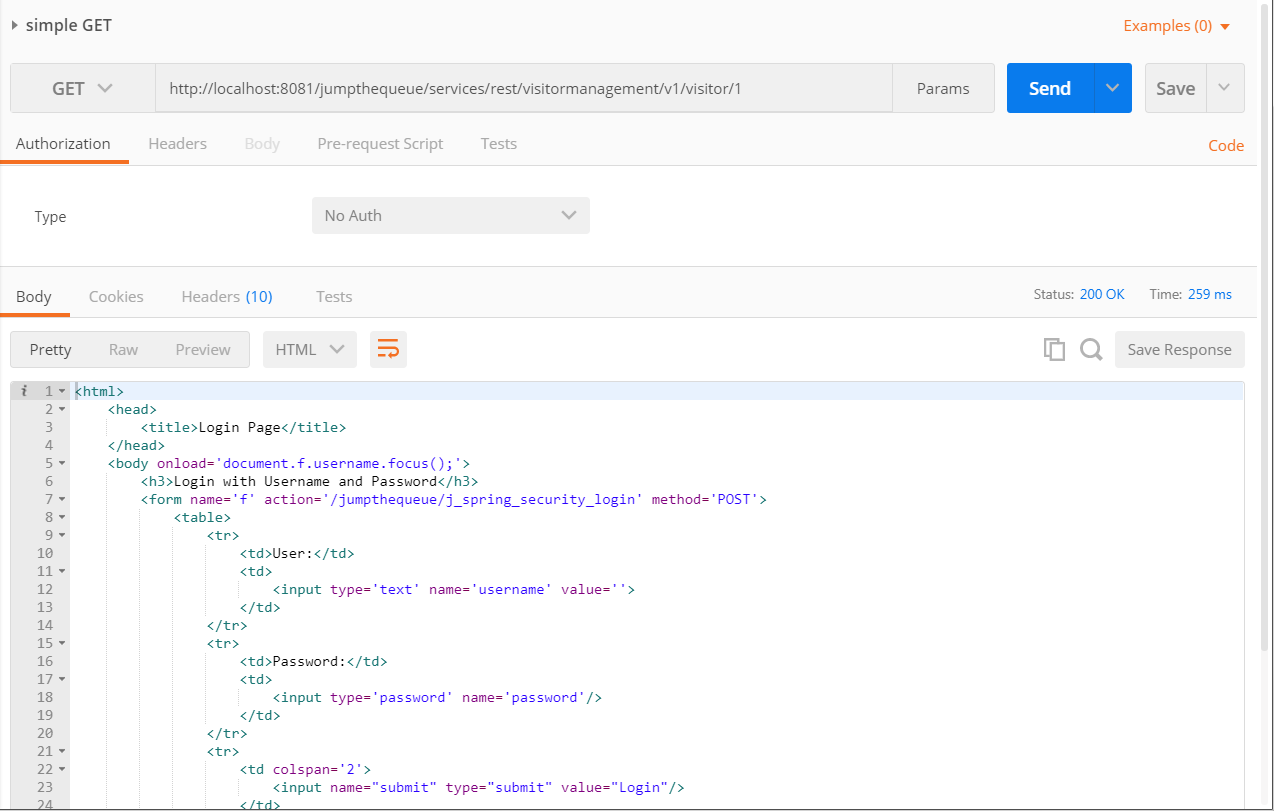 simple GET
Examples (0)
GET http://localhost:8081/jumpthequeue/services/rest/visitormanagement/v1/visitor/1 Params Send Save
Authorization Headers Body Pre-request Script Tests Code
Type No Auth
Body Cookies Headers (10) Tests Status: 200 OK Time: 259 ms
Pretty Raw Preview HTML Save Response
i 1 <html>
2 <head>
3 <title>Login Page</title>
4 </head>
5 <body onload='document.f.username.focus();'>
6 <h3>Login with Username and Password</h3>
7 <form name='f' action='/jumpthequeue/j_spring_security_login' method='POST'>
8 <table>
9 <tr>
10 <td>User:</td>
11 <td>
12 <input type='text' name='username' value=''>
13 </td>
14 </tr>
15 <tr>
16 <td>Password:</td>
17 <td>
18 <input type='password' name='password'/>
19 </td>
20 </tr>
21 <tr>
22 <td colspan='2'>
23 <input name="submit" type="submit" value="Login"/>
24 </td>